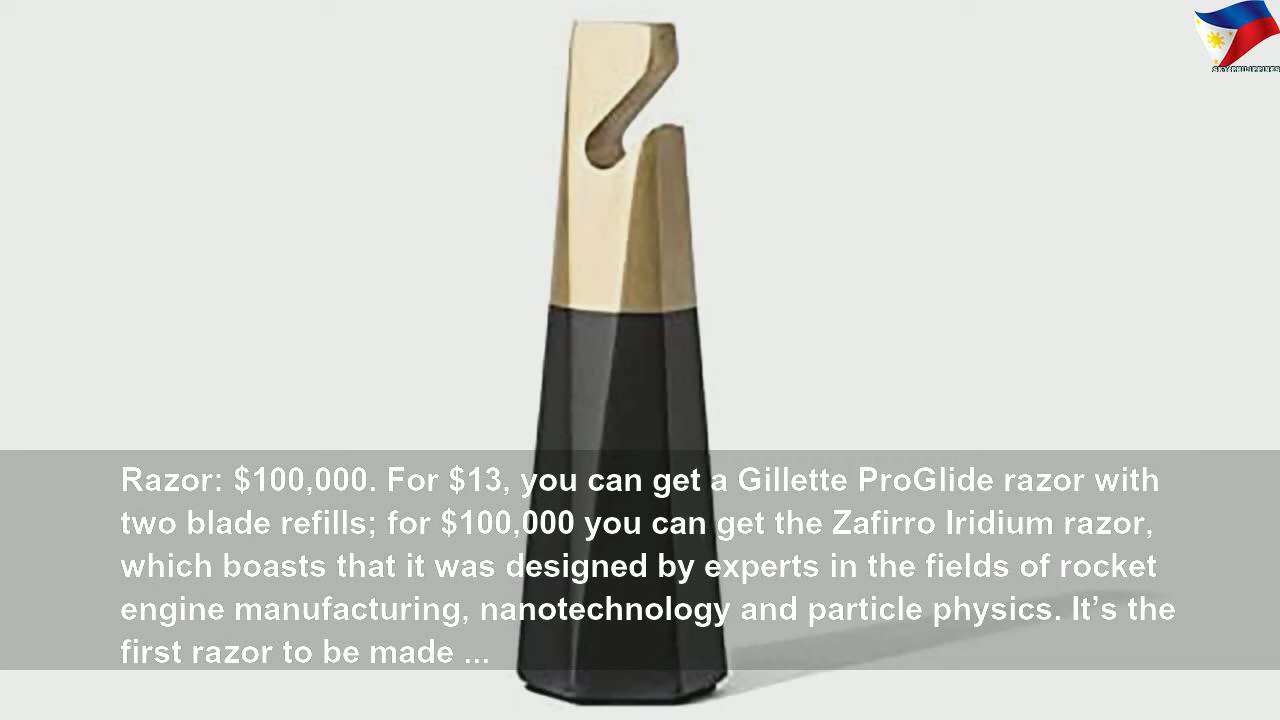 Razor: $100,000. For $13, you can get a Gillette ProGlide razor with
two blade refills; for $100,000 you can get the Zafirro Iridium razor,
which boasts that it was designed by experts in the fields of rocket
engine manufacturing, nanotechnology and particle physics. It’s the
first razor to be made ...